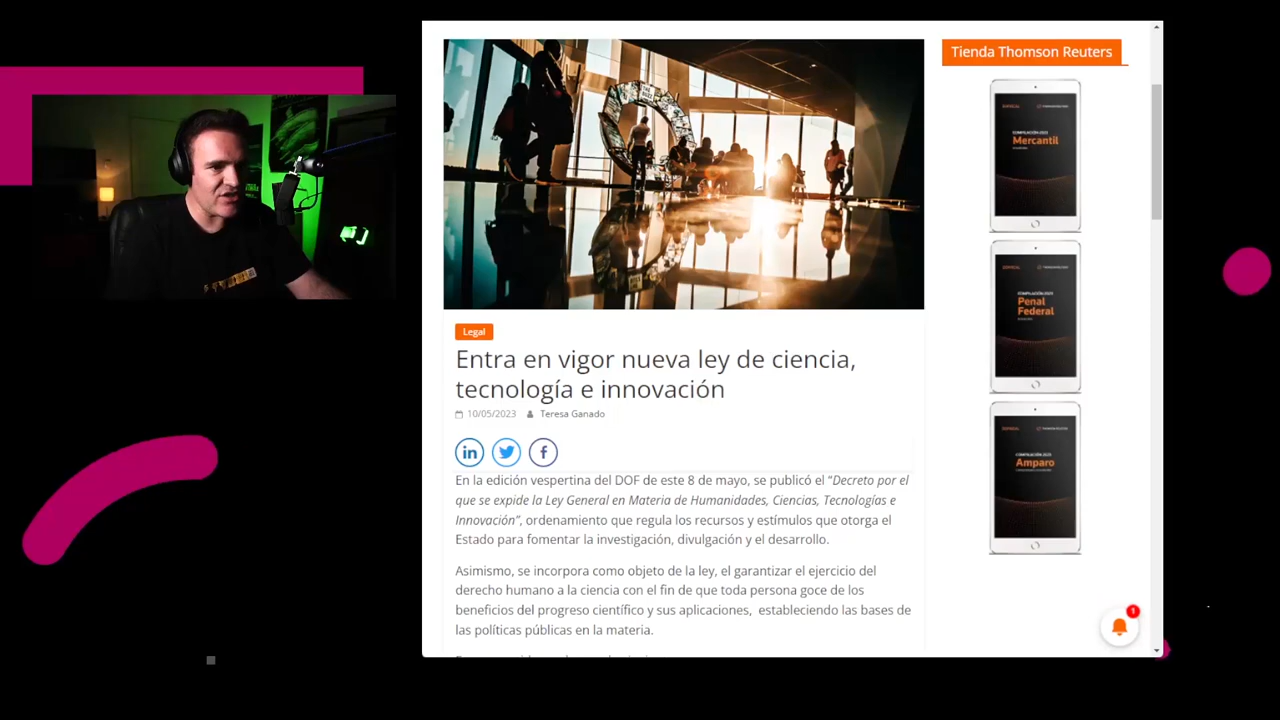 Tienda Thomson Reuters
Mercantil
Penal
Federal
Amparo
Legal
Entra en vigor nueva ley de ciencia,
tecnología e innovación
10/05/2023 Teresa Ganado
in f
En la edición vespertina del DOF de este 8 de mayo, se publicó el “Decreto por el
que se expide la Ley General en Materia de Humanidades, Ciencias, Tecnologías e
Innovación”, ordenamiento que regula los recursos y estímulos que otorga el
Estado para fomentar la investigación, divulgación y el desarrollo.
Asimismo, se incorpora como objeto de la ley, el garantizar el ejercicio del
derecho humano a la ciencia con el fin de que toda persona goce de los
beneficios del progreso científico y sus aplicaciones, estableciendo las bases de
las políticas públicas en la materia.
1